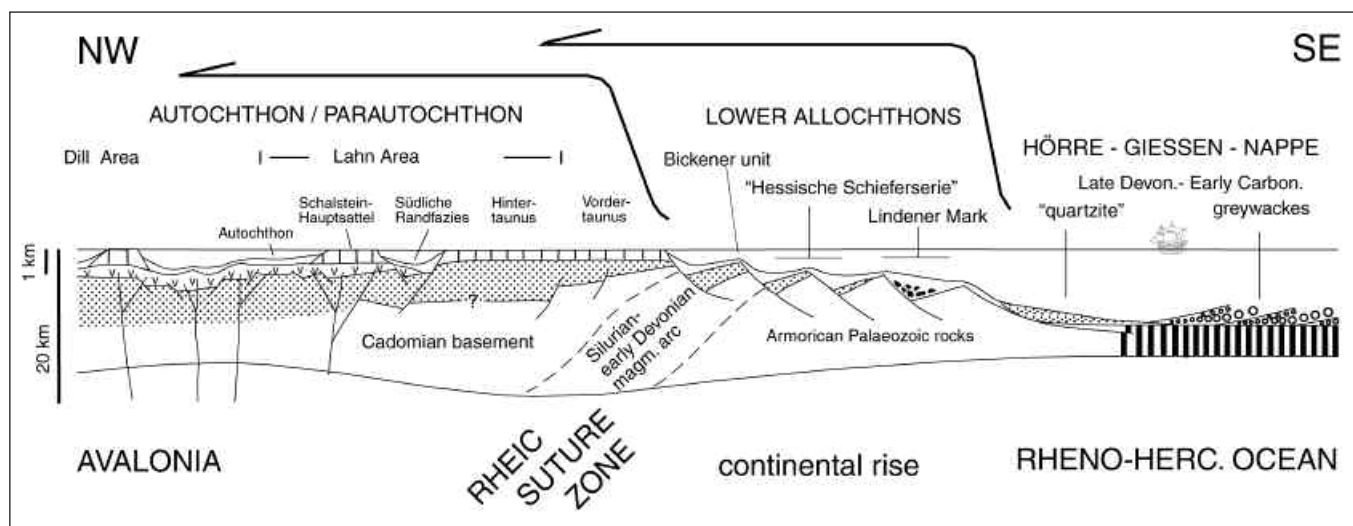 NW
SE
AUTOCHTHON / PARAUTOCHTHON
LOWER ALLOCHTHONS
HÖRRE - GIESSEN - NAPPE
Dill Area
Lahn Area
Bickener unit
Late Devon.- Early Carbon.
"quartzite"
greywackes
"Hessische Schieferserie"
Lindener Mark
Schalstein-
Hauptsattel
Südliche
Randfazies
Hinter-
taunus
Vorder-
taunus
Autochthon
1 km
20 km
?
Cadomian basement
Silurian-
early Devonian
magm. arc
Armorican Palaeozoic rocks
AVALONIA
RHEIC
SUTURE
ZONE
continental rise
RHENO-HERC. OCEAN